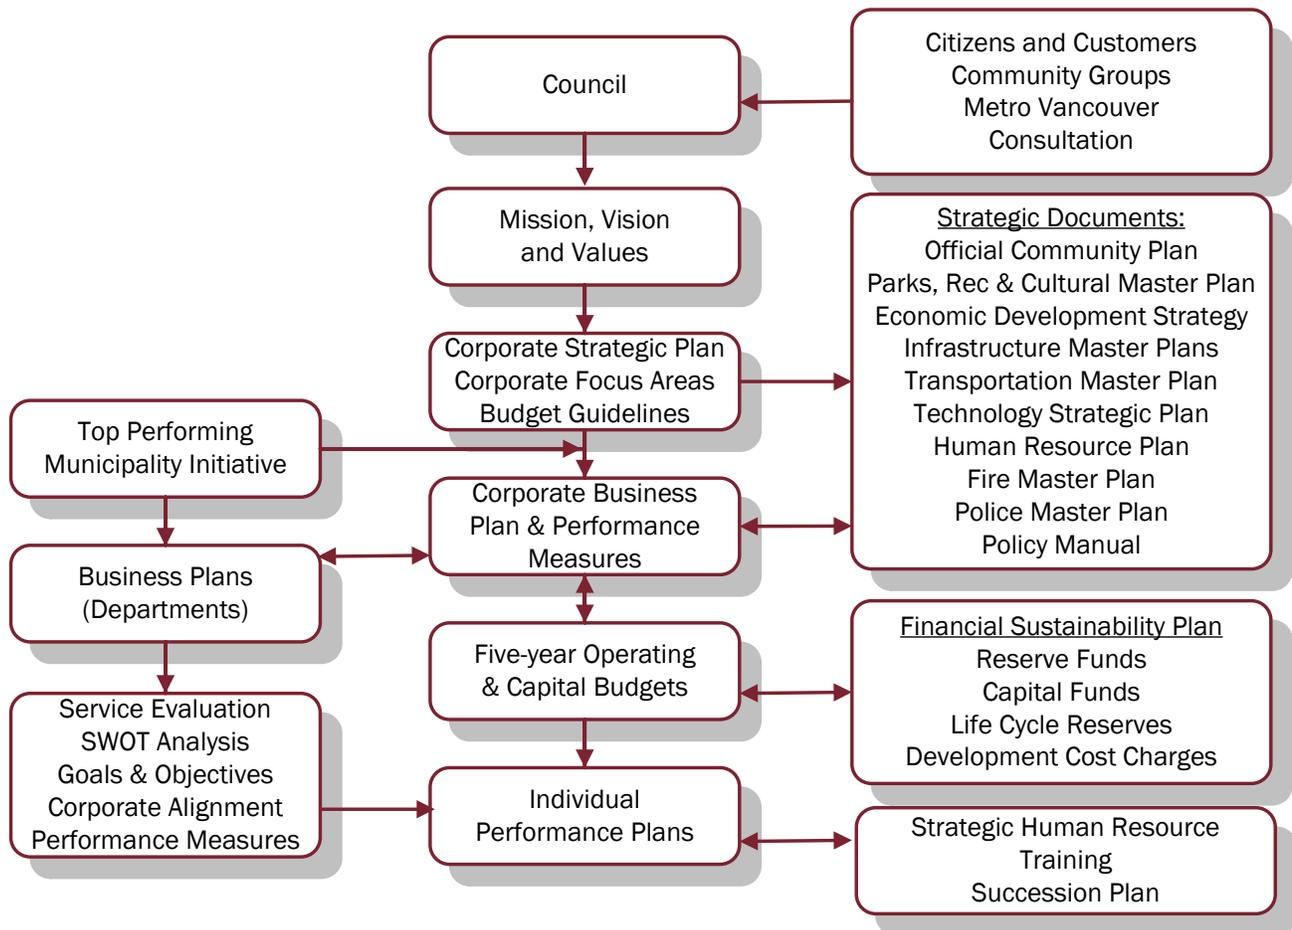 Council
Citizens and Customers
Community Groups
Metro Vancouver
Consultation
Mission, Vision
and Values
Strategic Documents:
Official Community Plan
Parks, Rec & Cultural Master Plan
Economic Development Strategy
Infrastructure Master Plans
Transportation Master Plan
Technology Strategic Plan
Human Resource Plan
Fire Master Plan
Police Master Plan
Policy Manual
Corporate Strategic Plan
Corporate Focus Areas
Budget Guidelines
Top Performing
Municipality Initiative
Corporate Business
Plan & Performance
Measures
Business Plans
(Departments)
Five-year Operating
& Capital Budgets
Financial Sustainability Plan
Reserve Funds
Capital Funds
Life Cycle Reserves
Development Cost Charges
Service Evaluation
SWOT Analysis
Goals & Objectives
Corporate Alignment
Performance Measures
Individual
Performance Plans
Strategic Human Resource
Training
Succession Plan